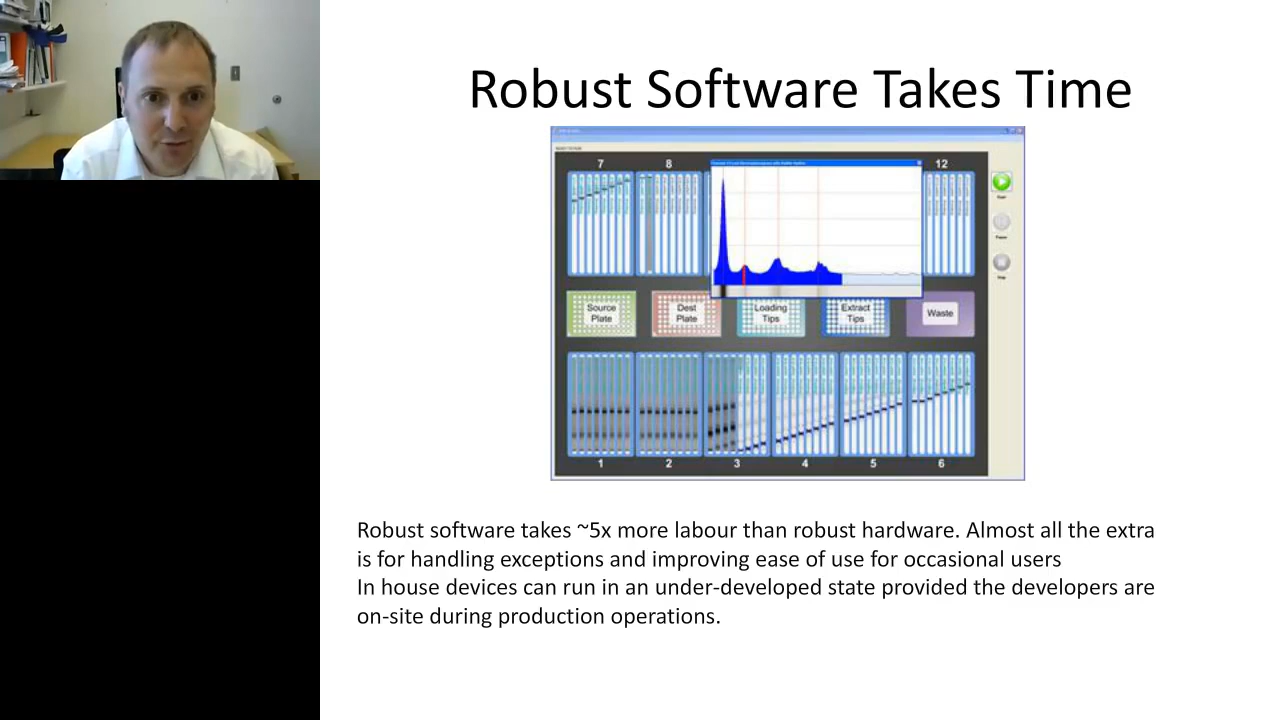 Robust Software Takes Time
7
8
12
Source
Plate
Dest
Plate
Loading
Tips
Extract
Tips
Waste
1
2
3
4
5
6
Robust software takes ~5x more labour than robust hardware. Almost all the extra
is for handling exceptions and improving ease of use for occasional users
In house devices can run in an under-developed state provided the developers are
on-site during production operations.